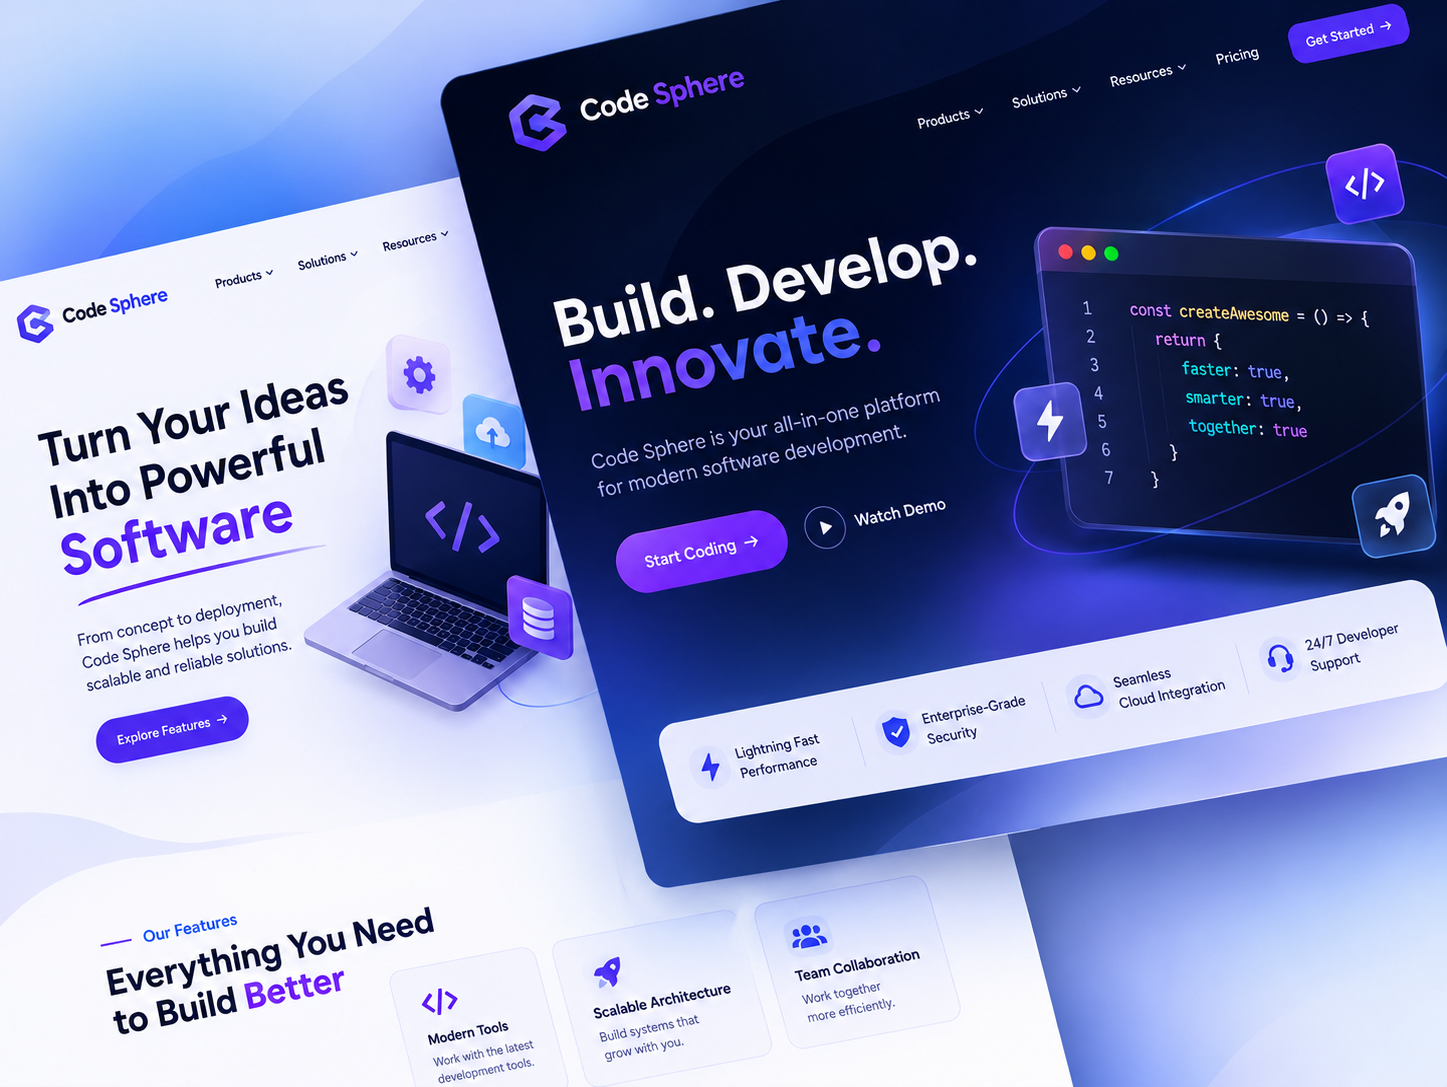 Code Sphere
Products
Solutions
Resources
Pricing
Get Started →
Build. Develop.
Innovate.
Code Sphere is your all-in-one platform
for modern software development.
Start Coding →
Watch Demo
</>
1 const createAwesome = () => {
2 return {
3 faster: true,
4 smarter: true,
5 together: true
6 }
7 }
Lightning Fast
Performance
Enterprise-Grade
Security
Seamless
Cloud Integration
24/7 Developer
Support
Code Sphere
Products
Solutions
Resources
Turn Your Ideas
Into Powerful
Software
From concept to deployment,
Code Sphere helps you build
scalable and reliable solutions.
Explore Features →
</>
Our Features
Everything You Need
to Build Better
</>
Modern Tools
Work with the latest
development tools.
Scalable Architecture
Build systems that
grow with you.
Team Collaboration
Work together
more efficiently.